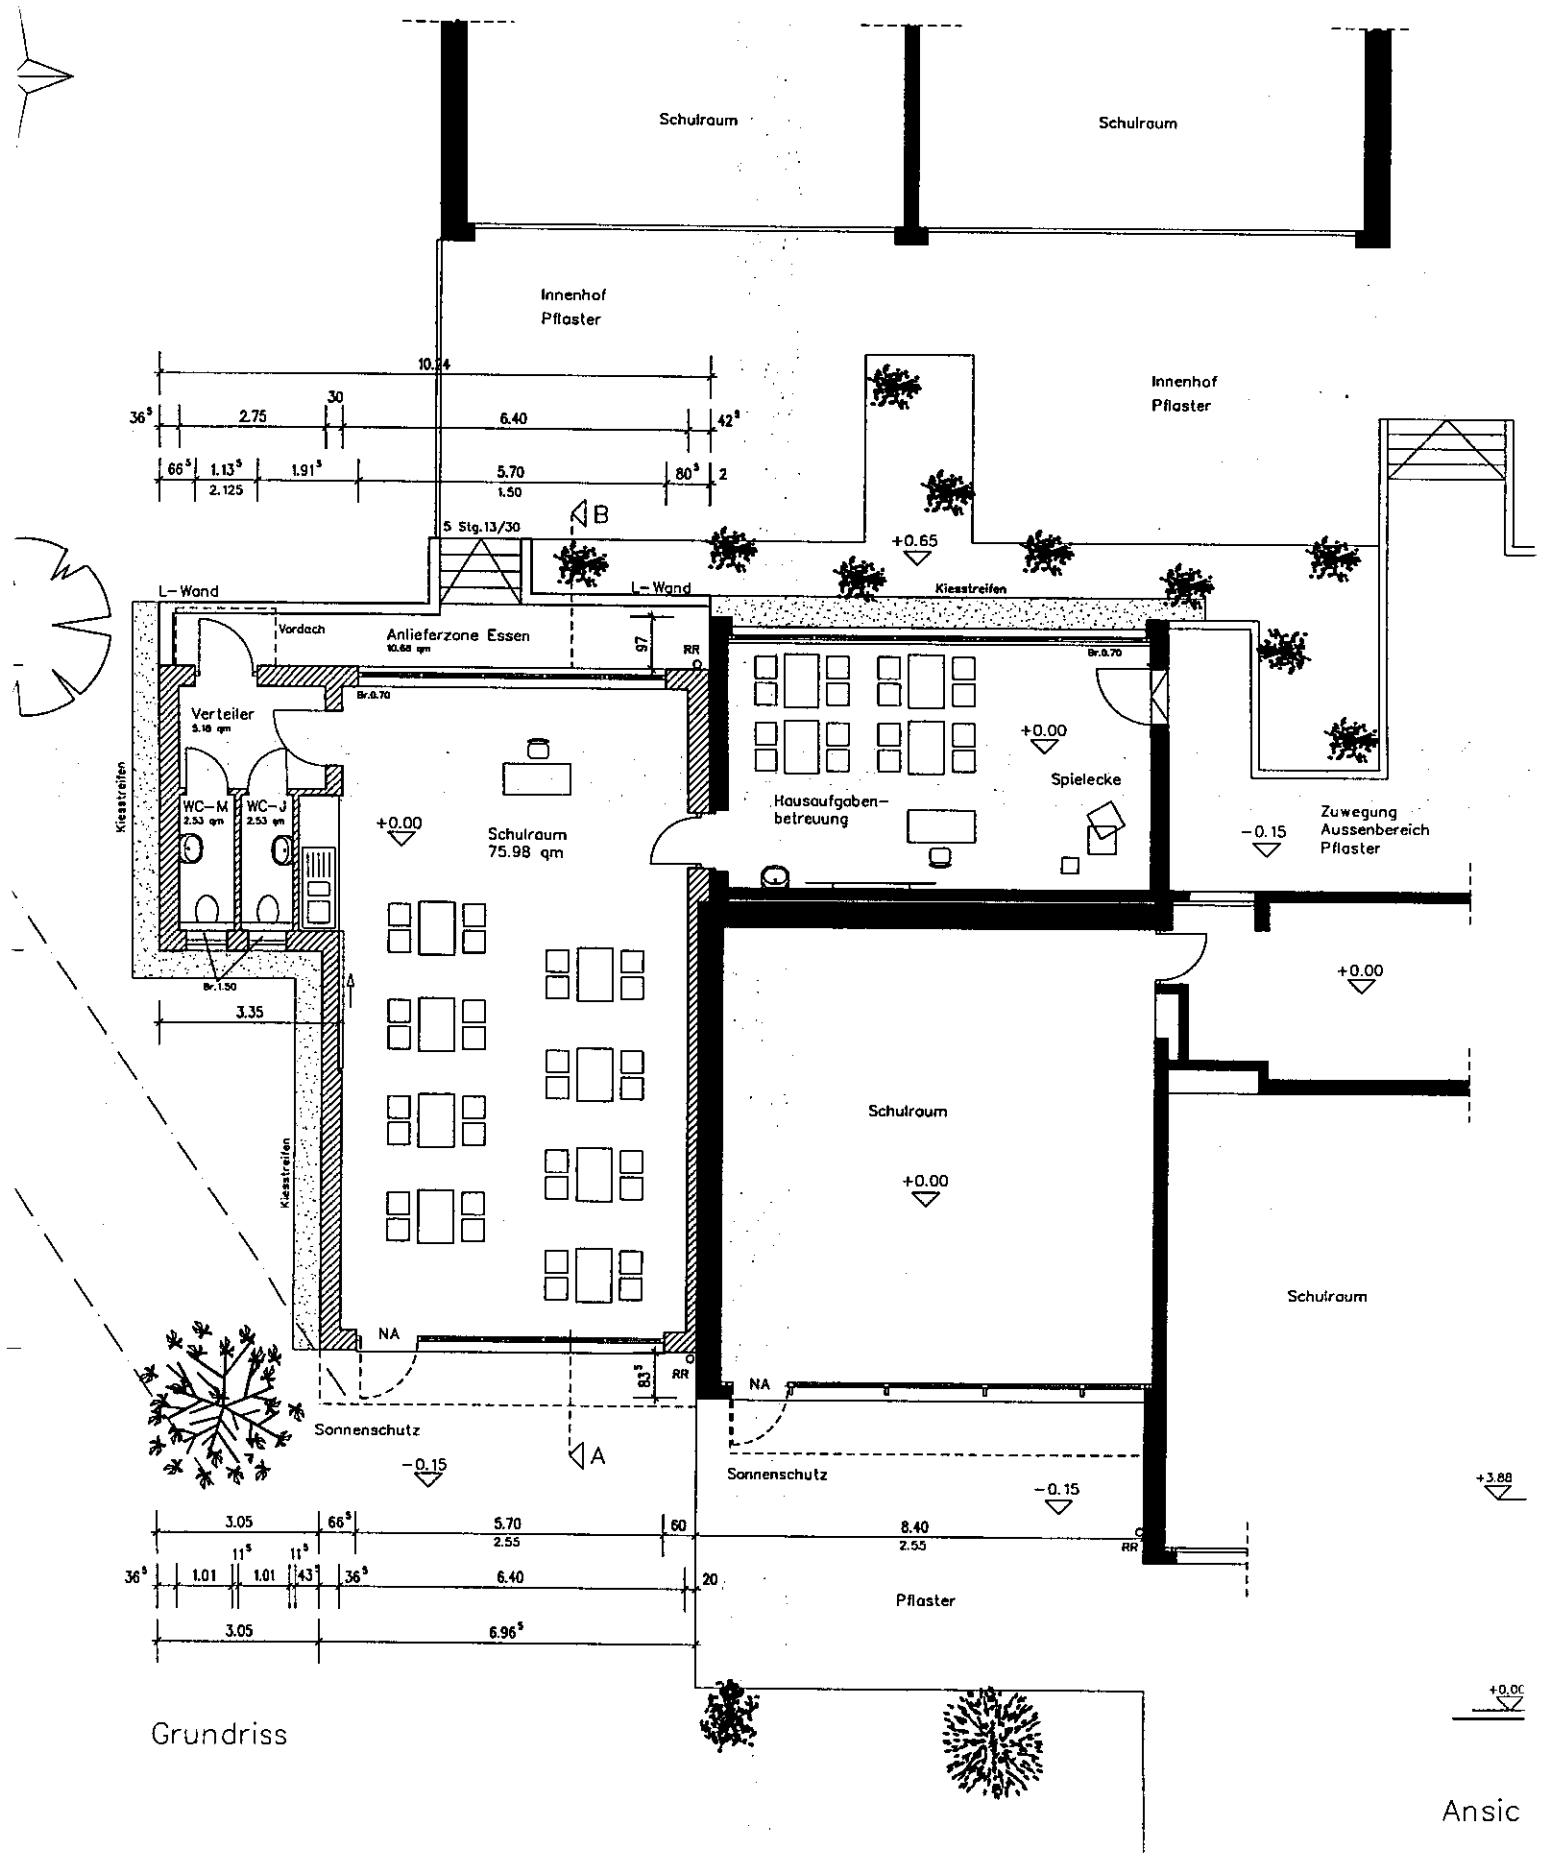 Schulraum
Schulraum
Innenhof
Pflaster
10.24
30
36⁵
2.75
6.40
42⁵
Innenhof
Pflaster
66⁵
1.13⁵
1.91⁵
5.70
80⁵
2
2.125
1.50
5 Stg.13/30
B
+0.65
L-Wand
L-Wand
Kiesstreifen
Vordach
Anlieferzone Essen
10.68 qm
97
RR
Br.0.70
Br.0.70
Verteiler
5.18 qm
+0.00
Spielecke
Kiesstreifen
WC-M
2.53 qm
WC-J
2.53 qm
+0.00
Schulraum
75.98 qm
Hausaufgaben-
betreuung
-0.15
Zuwegung
Aussenbereich
Pflaster
Br.1.50
3.35
+0.00
Schulraum
Kiesstreifen
+0.00
Schulraum
NA
83⁵
RR
NA
Sonnenschutz
A
-0.15
Sonnenschutz
-0.15
+3.88
3.05
66⁵
5.70
60
8.40
2.55
2.55
RR
11⁵
11⁵
36⁵
1.01
1.01
43⁵
36⁵
6.40
20
Pflaster
3.05
6.96⁵
+0.00
Grundriss
Ansic